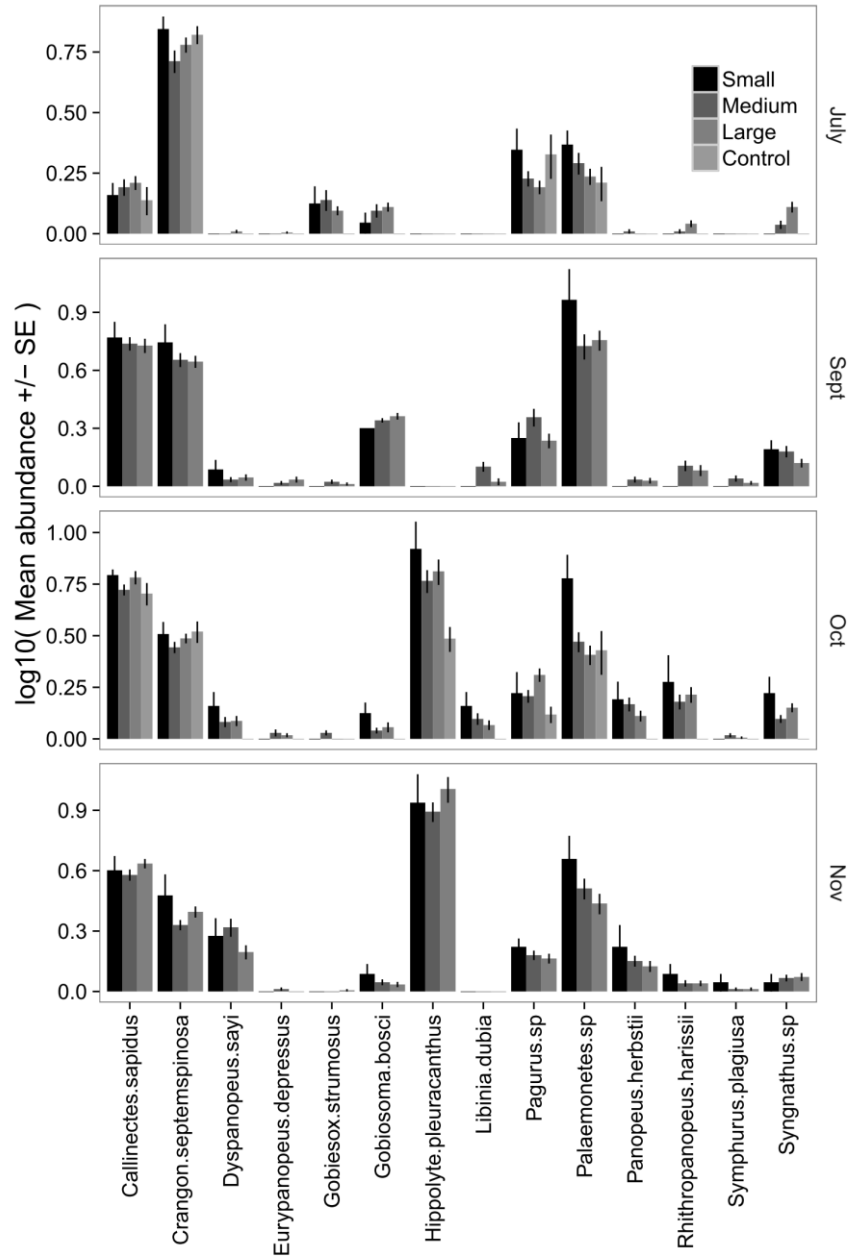 log10( Mean abundance +/− SE )
0.75
0.50
0.25
0.00
July
Small
Medium
Large
Control
0.9
0.6
0.3
0.0
Sept
1.00
0.75
0.50
0.25
0.00
Oct
0.9
0.6
0.3
0.0
Nov
Callinectes.sapidus
Crangon.septemspinosa
Dyspanopeus.sayi
Eurypanopeus.depressus
Gobiesox.strumosus
Gobiosoma.bosci
Hippolyte.pleuracanthus
Libinia.dubia
Pagurus.sp
Palaemonetes.sp
Panopeus.herbstii
Rhithropanopeus.harissii
Symphurus.plagiusa
Syngnathus.sp